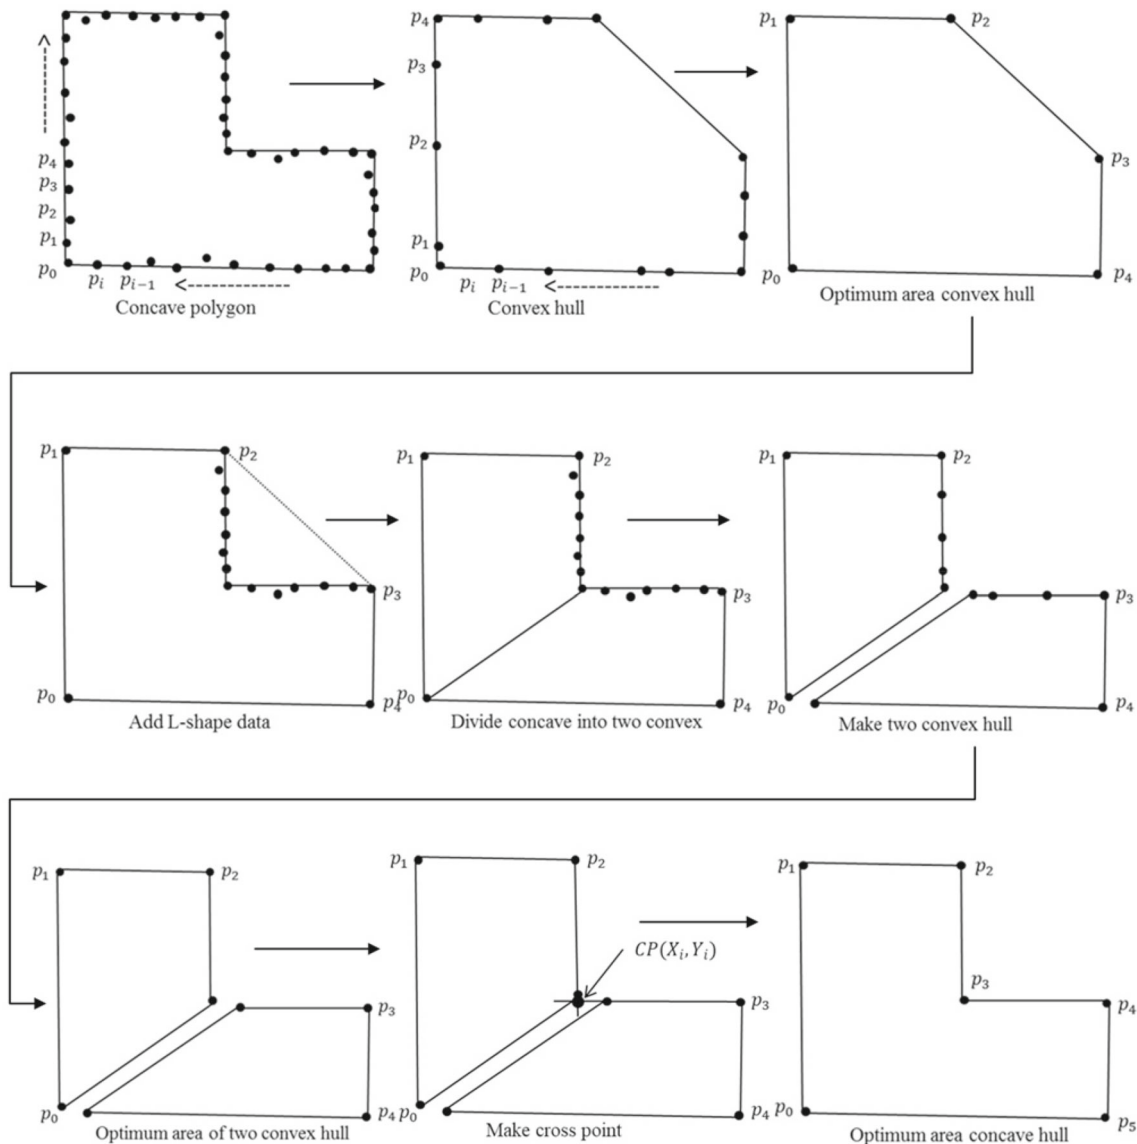 p₄
p₃
p₂
p₁
p₀
pᵢ pᵢ₋₁
Concave polygon
p₄
p₃
p₂
p₁
p₀
pᵢ pᵢ₋₁
Convex hull
p₁ p₂
p₃
p₀ p₄
Optimum area convex hull
p₁ p₂
p₃
p₀ p₄
Add L-shape data
p₁ p₂
p₃
p₀ p₄
Divide concave into two convex
p₁ p₂
p₃
p₀ p₄
Make two convex hull
p₁ p₂
p₃
p₀ p₄
Optimum area of two convex hull
p₁ p₂
CP(Xᵢ,Yᵢ)
p₃
p₀ p₄
Make cross point
p₁ p₂
p₃
p₄
p₀ p₅
Optimum area concave hull